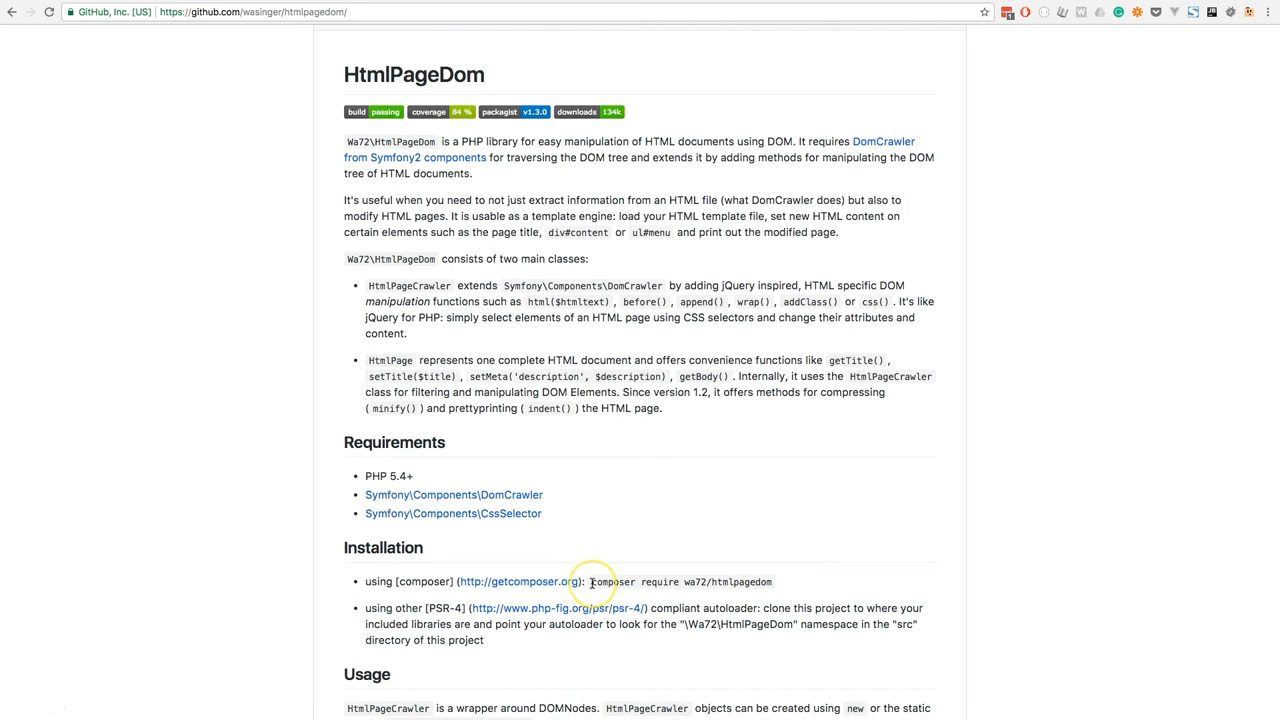 GitHub, Inc. [US] https://github.com/wasinger/htmlpagedom/
HtmlPageDom
build passing coverage 84 % packagist v1.3.0 downloads 134k
Wa72\HtmlPageDom is a PHP library for easy manipulation of HTML documents using DOM. It requires DomCrawler
from Symfony2 components for traversing the DOM tree and extends it by adding methods for manipulating the DOM
tree of HTML documents.
It's useful when you need to not just extract information from an HTML file (what DomCrawler does) but also to
modify HTML pages. It is usable as a template engine: load your HTML template file, set new HTML content on
certain elements such as the page title, div#content or ul#menu and print out the modified page.
Wa72\HtmlPageDom consists of two main classes:
• HtmlPageCrawler extends Symfony\Components\DomCrawler by adding jQuery inspired, HTML specific DOM
manipulation functions such as html($htmltext) , before() , append() , wrap() , addClass() or css() . It's like
jQuery for PHP: simply select elements of an HTML page using CSS selectors and change their attributes and
content.
• HtmlPage represents one complete HTML document and offers convenience functions like getTitle() ,
setTitle($title) , setMeta('description', $description) , getBody() . Internally, it uses the HtmlPageCrawler
class for filtering and manipulating DOM Elements. Since version 1.2, it offers methods for compressing
( minify() ) and prettyprinting ( indent() ) the HTML page.
Requirements
• PHP 5.4+
• Symfony\Components\DomCrawler
• Symfony\Components\CssSelector
Installation
• using [composer] (http://getcomposer.org): composer require wa72/htmlpagedom
• using other [PSR-4] (http://www.php-fig.org/psr/psr-4/) compliant autoloader: clone this project to where your
included libraries are and point your autoloader to look for the "\Wa72\HtmlPageDom" namespace in the "src"
directory of this project
Usage
HtmlPageCrawler is a wrapper around DOMNodes. HtmlPageCrawler objects can be created using new or the static